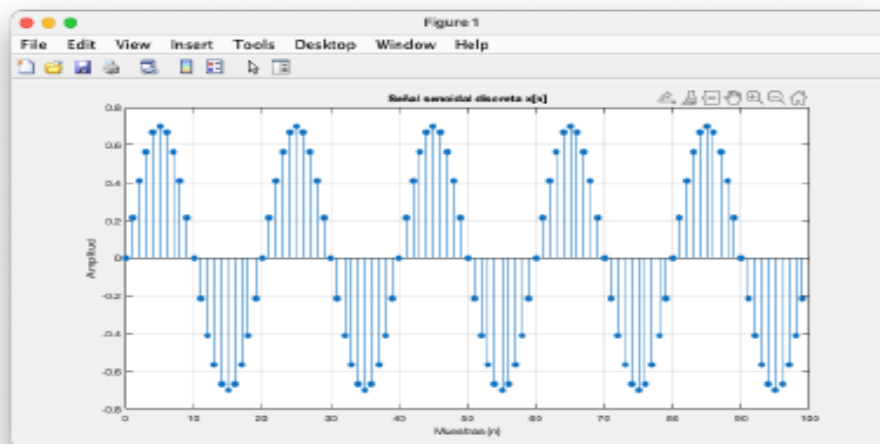 Figure 1
File Edit View Insert Tools Desktop Window Help
Señal senoidal discreta x[n]
0.8
0.6
0.4
0.2
0
-0.2
-0.4
-0.6
-0.8
Amplitud
0 10 20 30 40 50 60 70 80 90 100
Muestras (n)